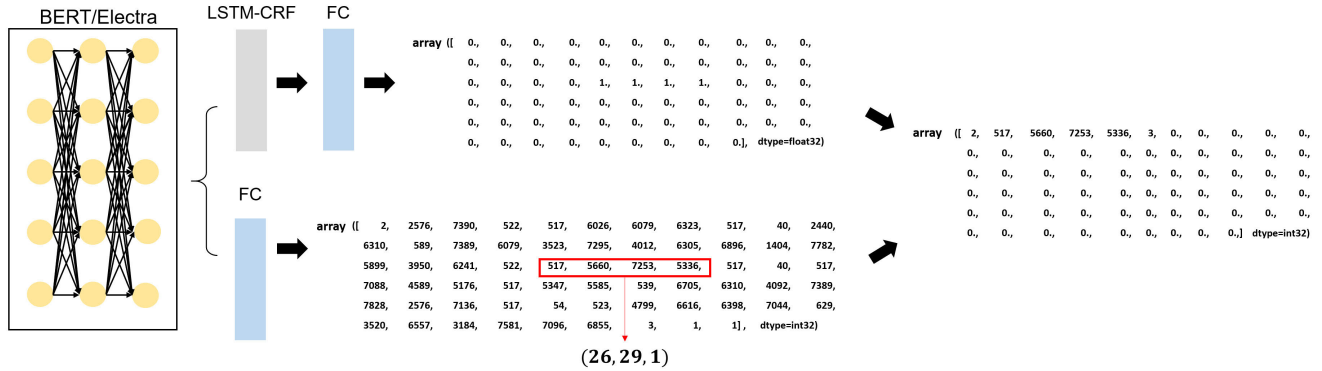 BERT/Electra
LSTM-CRF
FC
array ([ 0., 0., 0., 0., 0., 0., 0., 0., 0., 0., 0.,
0., 0., 0., 0., 0., 0., 0., 0., 0., 0., 0.,
0., 0., 0., 0., 1., 1., 1., 1., 0., 0., 0.,
0., 0., 0., 0., 0., 0., 0., 0., 0., 0., 0.,
0., 0., 0., 0., 0., 0., 0., 0., 0., 0., 0.,
0., 0., 0., 0., 0., 0., 0., 0., 0.], dtype=float32)
FC
array ([ 2, 2576, 7390, 522, 517, 6026, 6079, 6323, 517, 40, 2440,
6310, 589, 7389, 6079, 3523, 7295, 4012, 6305, 6896, 1404, 7782,
5899, 3950, 6241, 522, 517, 5660, 7253, 5336, 517, 40, 517,
7088, 4589, 5176, 517, 5347, 5585, 539, 6705, 6310, 4092, 7389,
7828, 2576, 7136, 517, 54, 523, 4799, 6616, 6398, 7044, 629,
3520, 6557, 3184, 7581, 7096, 6855, 3, 1, 1] , dtype=int32)
(26, 29, 1)
array ([ 2, 517, 5660, 7253, 5336, 3, 0., 0., 0., 0., 0.,
0., 0., 0., 0., 0., 0., 0., 0., 0., 0., 0.,
0., 0., 0., 0., 0., 0., 0., 0., 0., 0., 0.,
0., 0., 0., 0., 0., 0., 0., 0., 0., 0., 0.,
0., 0., 0., 0., 0., 0., 0., 0., 0., 0., 0.,
0., 0., 0., 0., 0., 0., 0., 0., 0.,] dtype=int32)